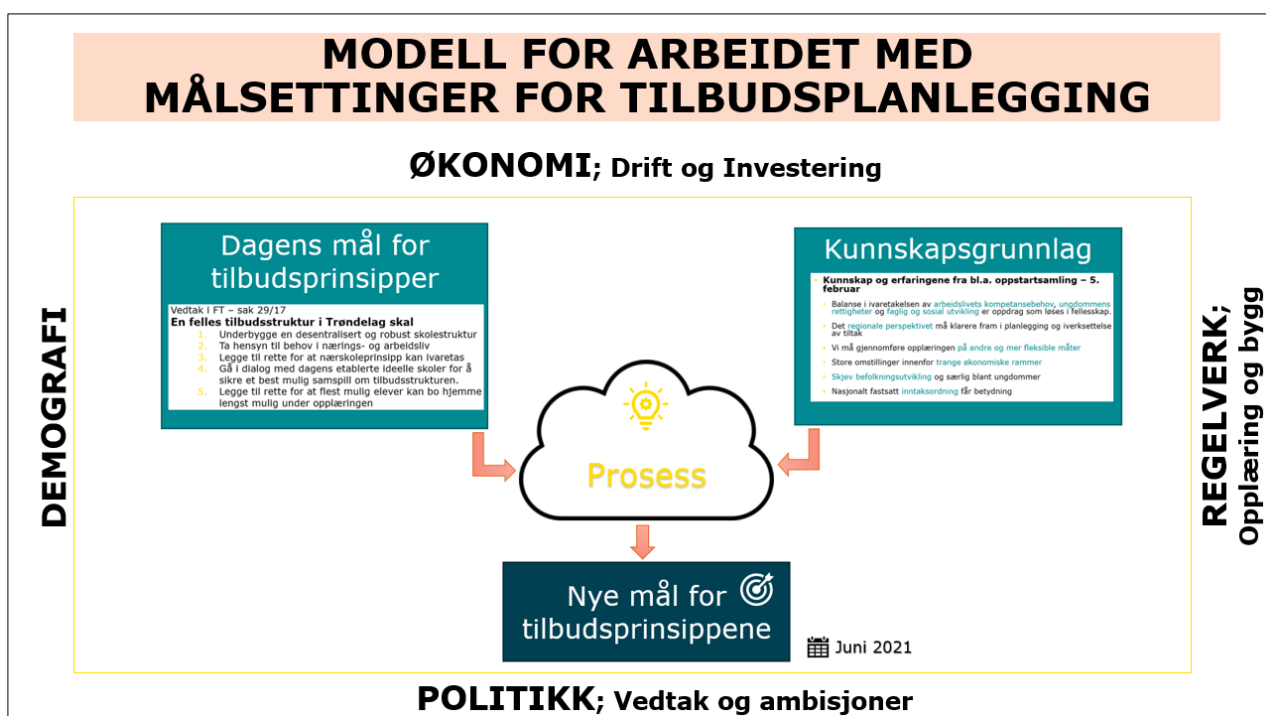 MODELL FOR ARBEIDET MED
MÅLSETTINGER FOR TILBUDSPLANLEGGING
ØKONOMI; Drift og Investering
DEMOGRAFI
Dagens mål for
tilbudsprinsipper
Vedtak i FT – sak 29/17
En felles tilbudsstruktur i Trøndelag skal
1. Underbygge en desentralisert og robust skolestruktur
2. Ta hensyn til behov i nærings- og arbeidsliv
3. Legge til rette for at nærskoleprinsipp kan ivaretas
4. Gå i dialog med dagens etablerte ideelle skoler for å
sikre et best mulig samspill om tilbudsstrukturen.
5. Legge til rette for at flest mulig elever kan bo hjemme
lengst mulig under opplæringen
Kunnskapsgrunnlag
• Kunnskap og erfaringene fra bl.a. oppstartsamling – 5.
februar
• Balanse i ivaretakelsen av arbeidslivets kompetansebehov, ungdommens
rettigheter og faglig og sosial utvikling er oppdrag som løses i fellesskap.
• Det regionale perspektivet må klarere fram i planlegging og iverksettelse
av tiltak
• Vi må gjennomføre opplæringen på andre og mer fleksible måter
• Store omstillinger innenfor trange økonomiske rammer
• Skjev befolkningsutvikling og særlig blant ungdommer
• Nasjonalt fastsatt inntaksordning får betydning
REGELVERK;
Opplæring og bygg
Prosess
Nye mål for
tilbudsprinsippene
Juni 2021
POLITIKK; Vedtak og ambisjoner